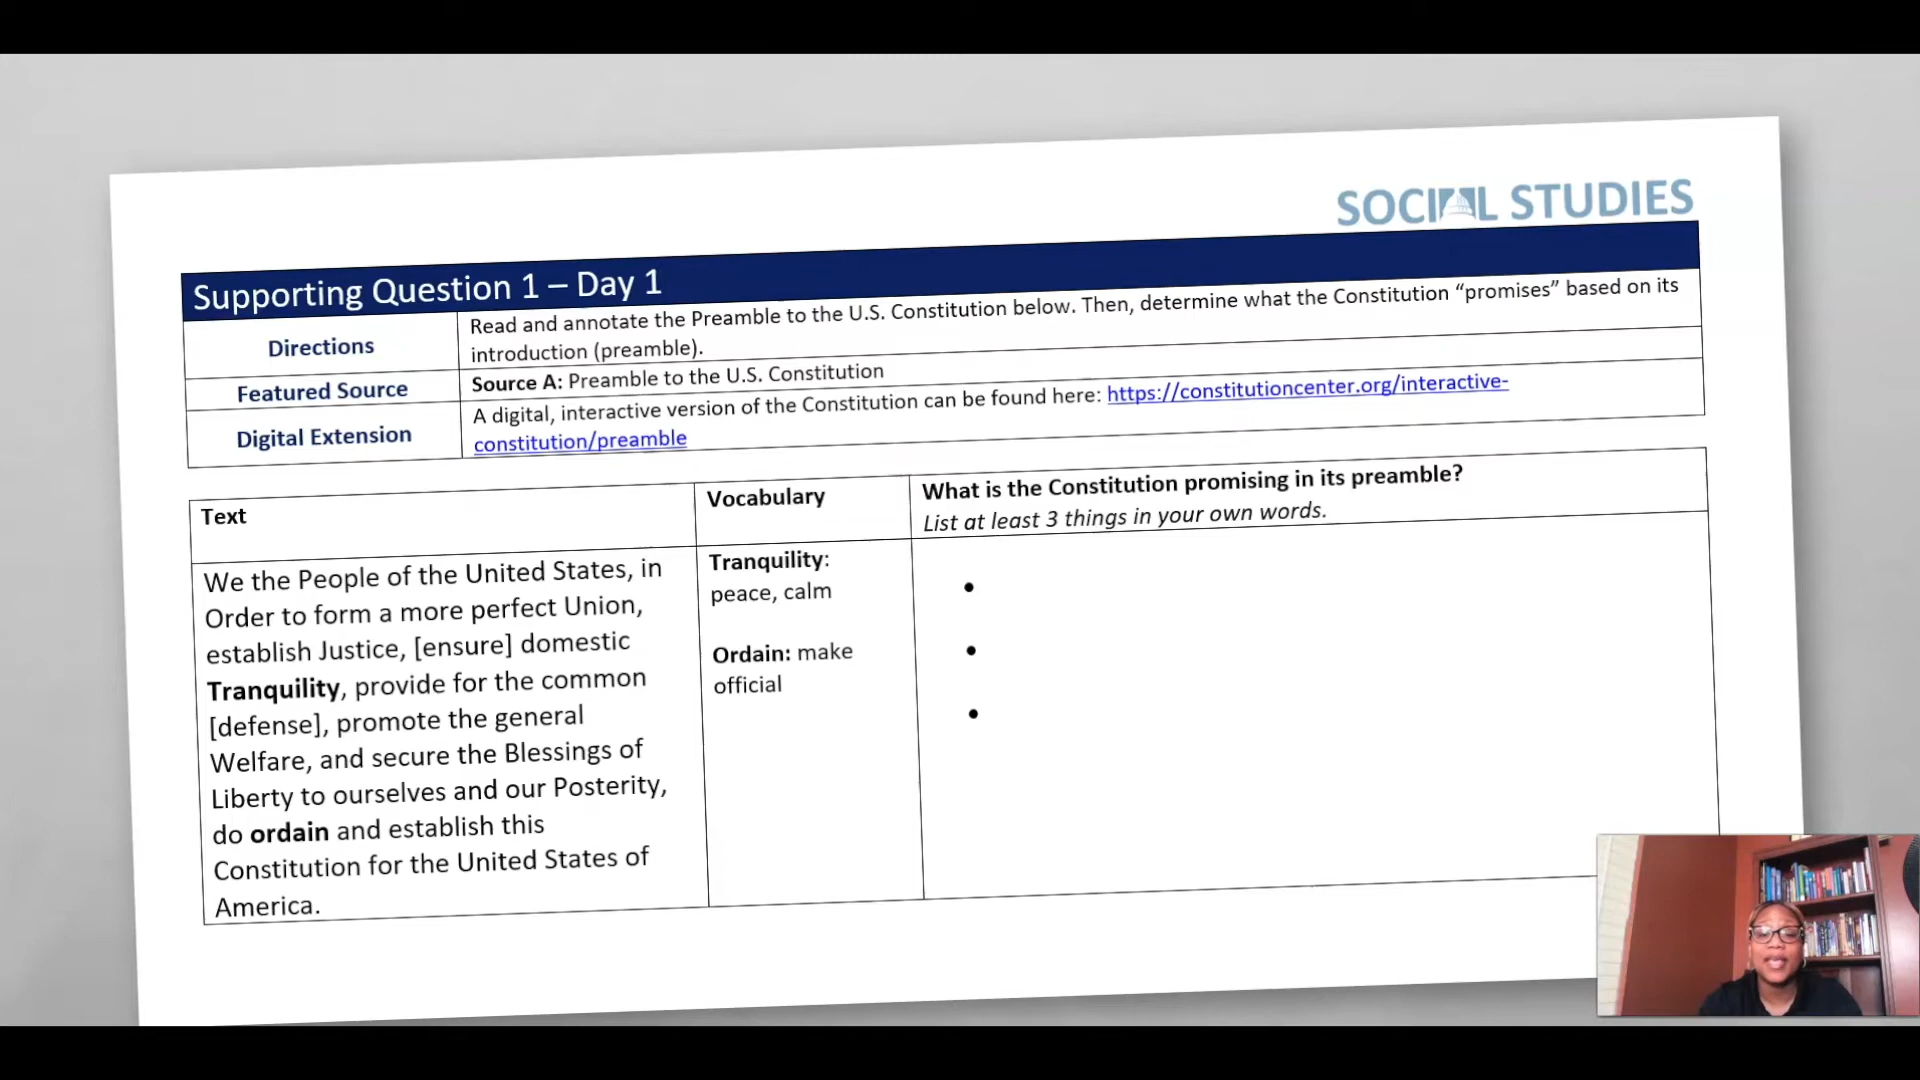 SOCIAL STUDIES
Supporting Question 1 – Day 1
Directions
Read and annotate the Preamble to the U.S. Constitution below. Then, determine what the Constitution “promises” based on its
introduction (preamble).
Featured Source
Source A: Preamble to the U.S. Constitution
Digital Extension
A digital, interactive version of the Constitution can be found here: https://constitutioncenter.org/interactive-
constitution/preamble
Text
Vocabulary
What is the Constitution promising in its preamble?
List at least 3 things in your own words.
We the People of the United States, in
Order to form a more perfect Union,
establish Justice, [ensure] domestic
Tranquility, provide for the common
[defense], promote the general
Welfare, and secure the Blessings of
Liberty to ourselves and our Posterity,
do ordain and establish this
Constitution for the United States of
America.
Tranquility:
peace, calm
Ordain: make
official